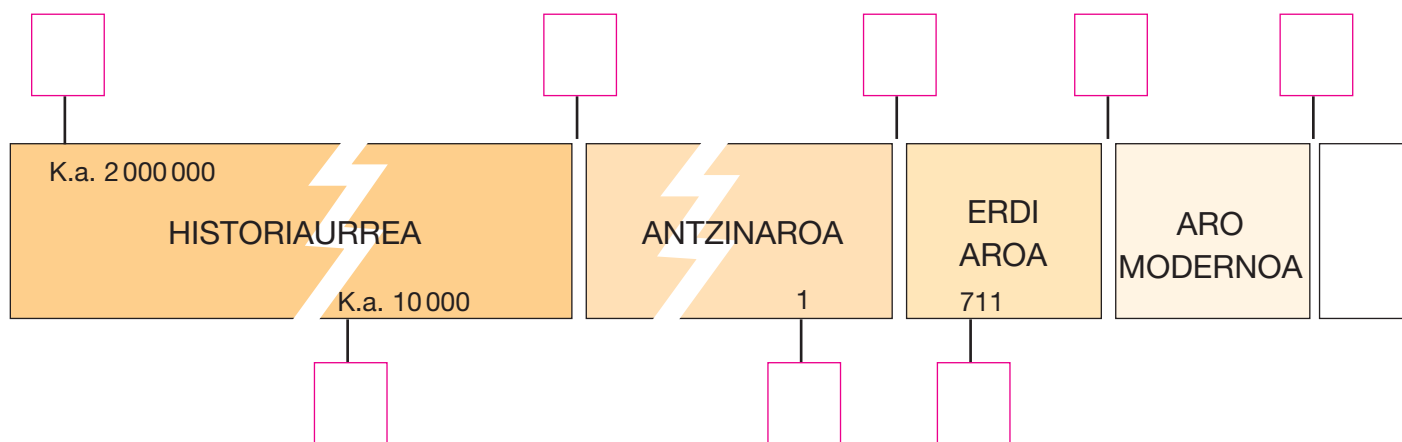 K.a. 2 000 000
HISTORIAURREA
K.a. 10 000
ANTZINAROA
1
ERDI
AROA
711
ARO
MODERNOA